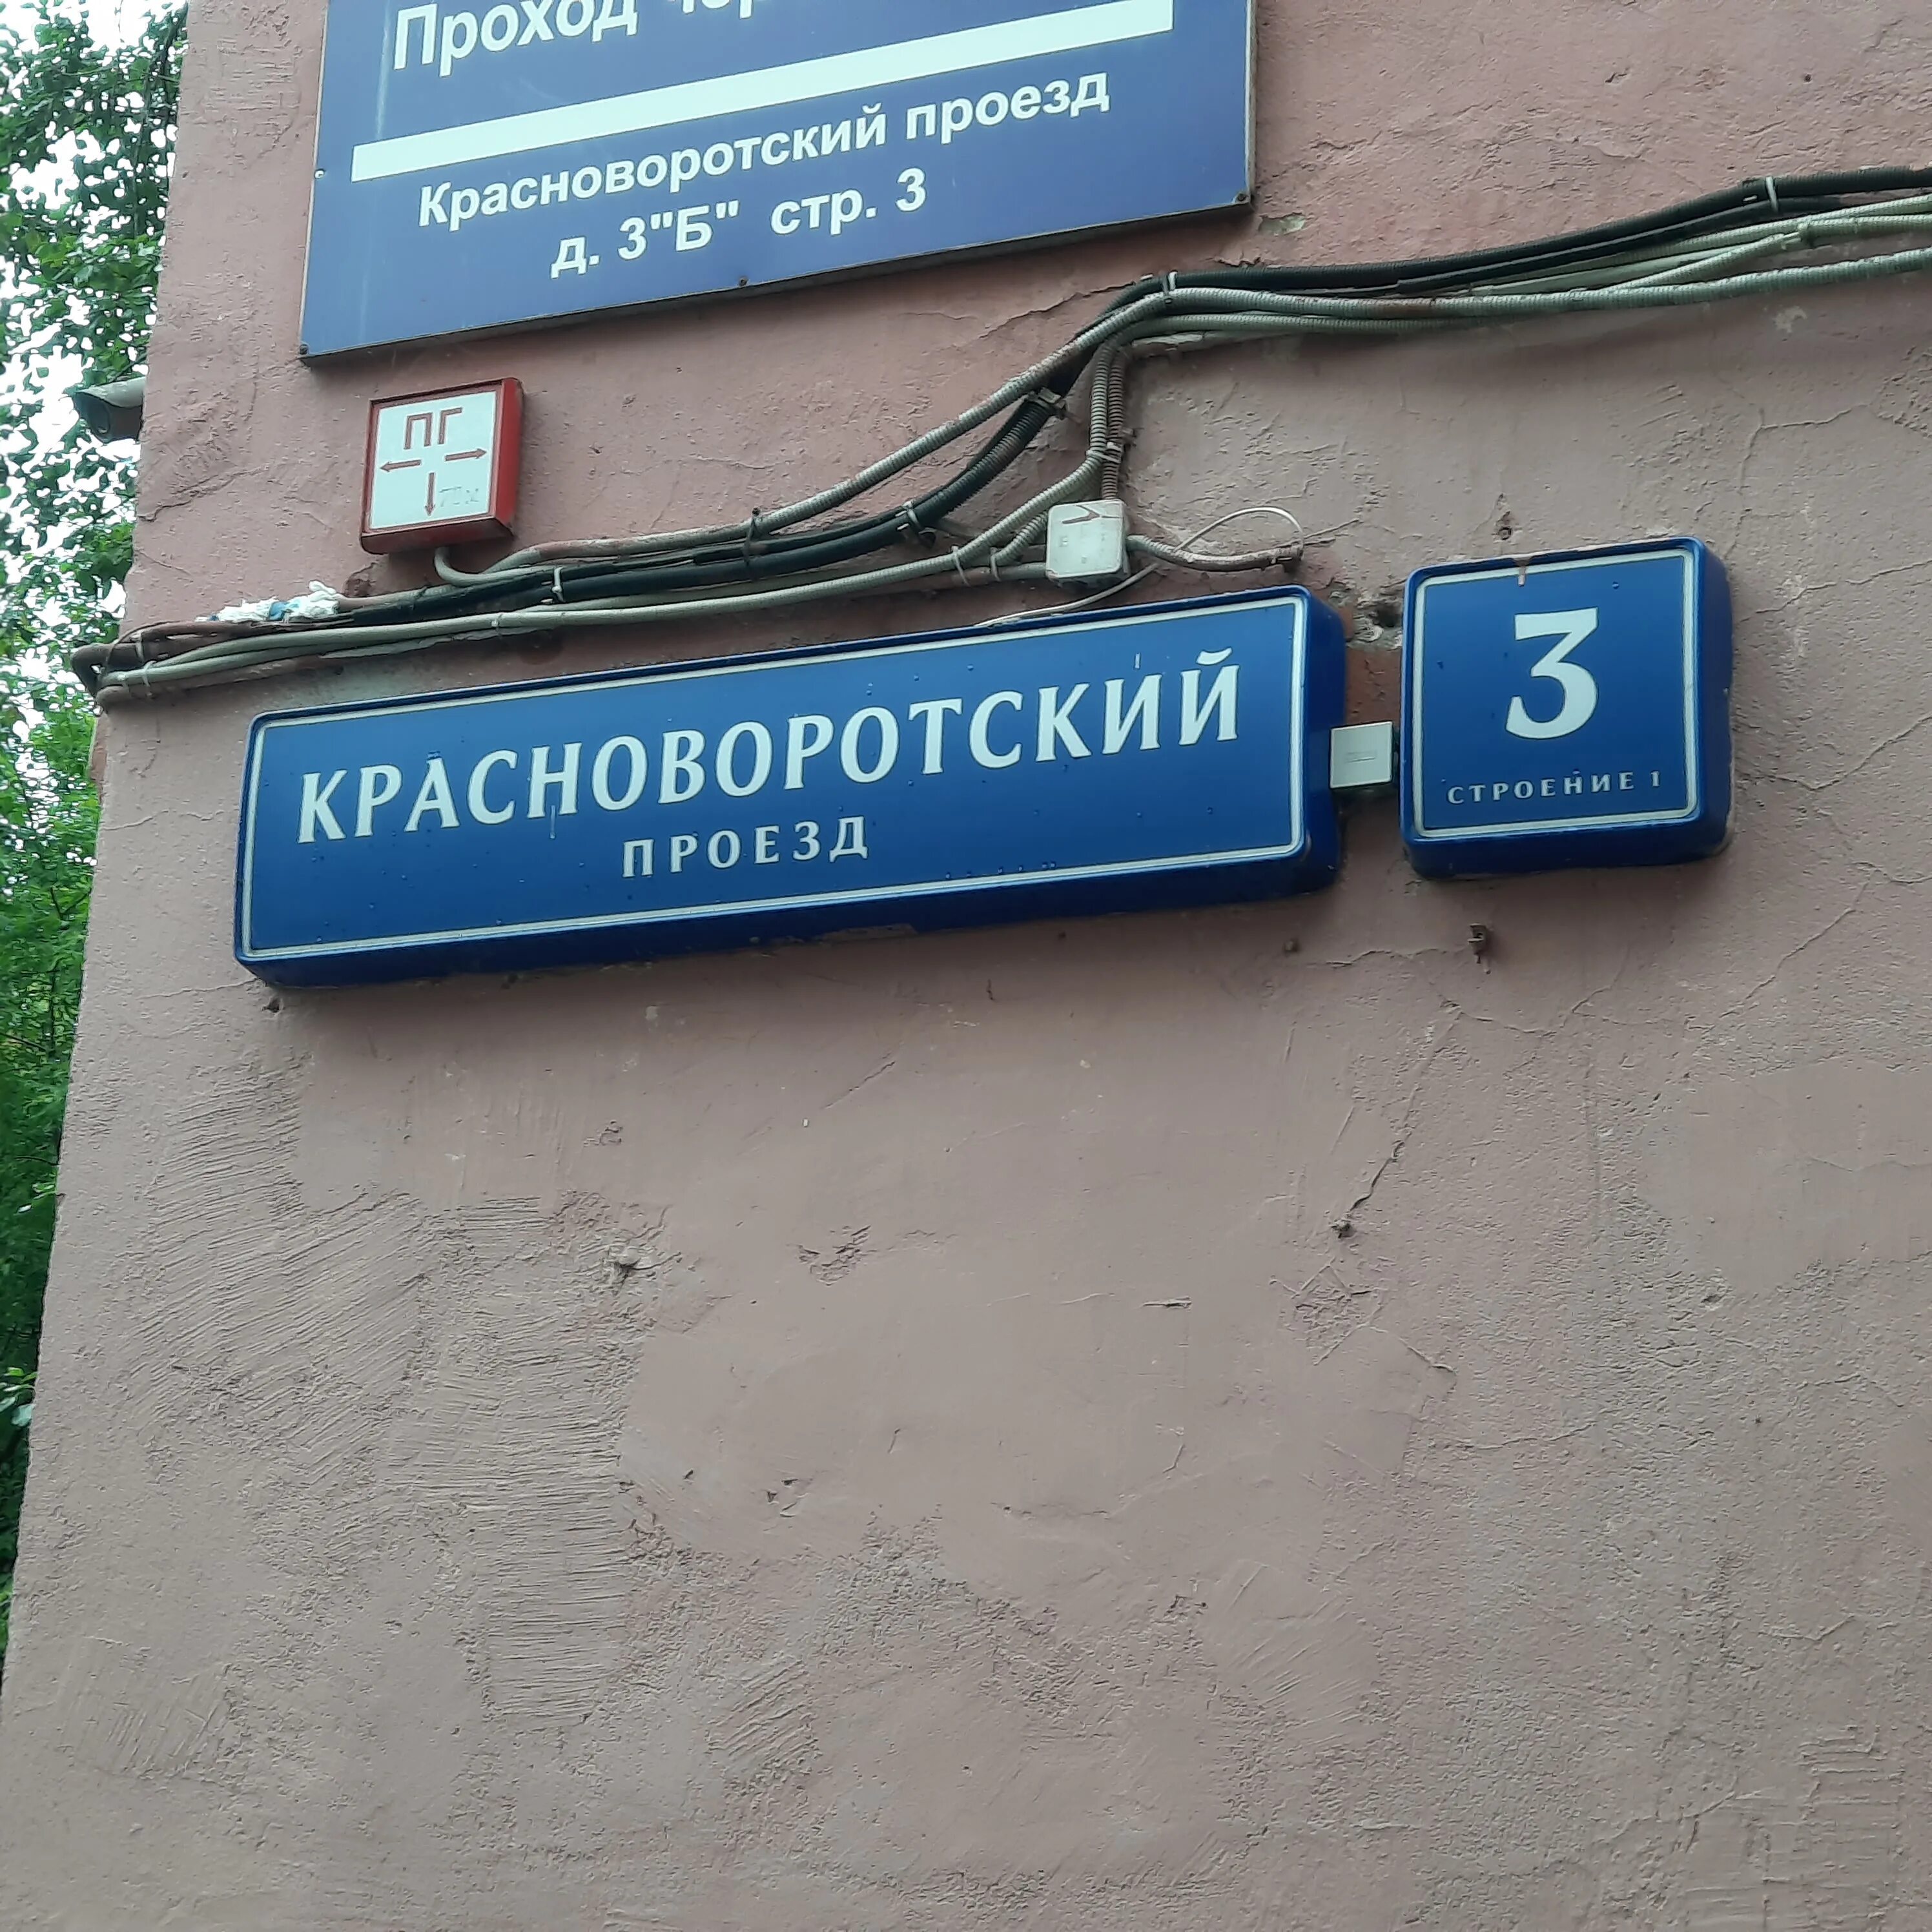 Проход
Красноворотский проезд
д. 3"Б" стр. 3
ПГ
КРАСНОВОРОТСКИЙ
ПРОЕЗД
3
СТРОЕНИЕ 1